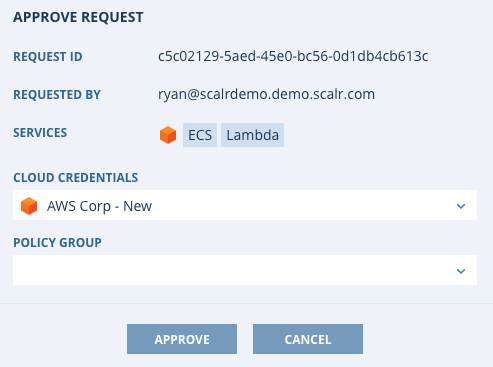 APPROVE REQUEST
REQUEST ID c5c02129-5aed-45e0-bc56-0d1db4cb613c
REQUESTED BY ryan@scalrdemo.demo.scalr.com
SERVICES ECS Lambda
CLOUD CREDENTIALS
AWS Corp - New
POLICY GROUP
APPROVE CANCEL